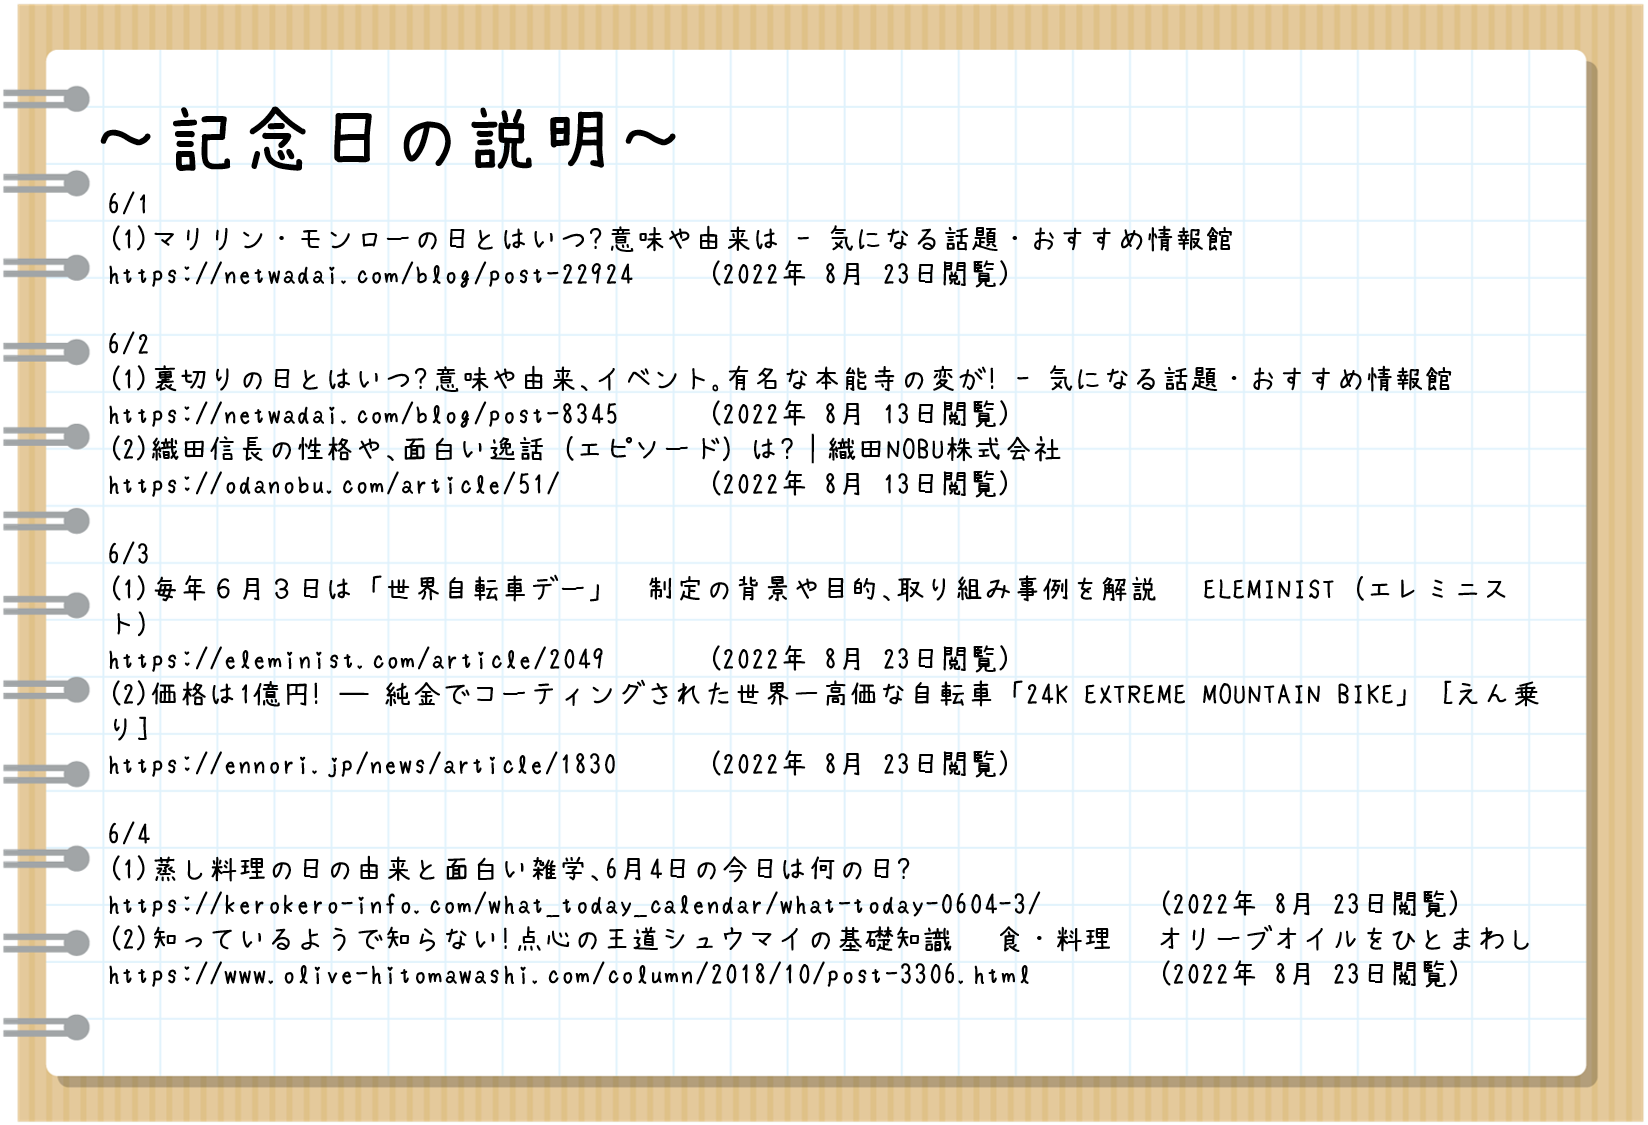 ～記念日の説明～
6/1
(1)マリリン・モンローの日とはいつ?意味や由来は - 気になる話題・おすすめ情報館
https://netwadai.com/blog/post-22924 (2022年 8月 23日閲覧)
6/2
(1)裏切りの日とはいつ?意味や由来、イベント。有名な本能寺の変が! - 気になる話題・おすすめ情報館
https://netwadai.com/blog/post-8345 (2022年 8月 13日閲覧)
(2)織田信長の性格や、面白い逸話 (エピソード) は? | 織田NOBU株式会社
https://odanobu.com/article/51/ (2022年 8月 13日閲覧)
6/3
(1)毎年６月３日は「世界自転車デー」　制定の背景や目的、取り組み事例を解説　ELEMINIST (エレミニス
ト)
https://eleminist.com/article/2049 (2022年 8月 23日閲覧)
(2)価格は1億円! ― 純金でコーティングされた世界一高価な自転車「24K EXTREME MOUNTAIN BIKE」 [えん乗
り]
https://ennori.jp/news/article/1830 (2022年 8月 23日閲覧)
6/4
(1)蒸し料理の日の由来と面白い雑学、6月4日の今日は何の日?
https://kerokero-info.com/what_today_calendar/what-today-0604-3/ (2022年 8月 23日閲覧)
(2)知っているようで知らない!点心の王道シュウマイの基礎知識　食・料理　オリーブオイルをひとまわし
https://www.olive-hitomawashi.com/column/2018/10/post-3306.html (2022年 8月 23日閲覧)